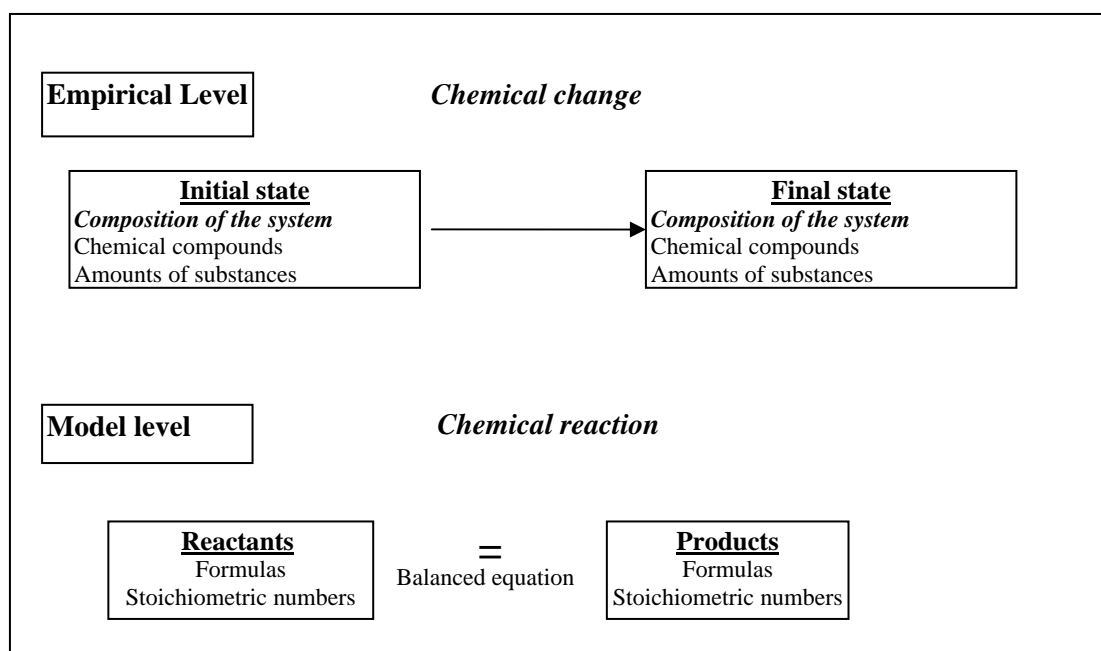 Empirical Level
Chemical change
Initial state
Composition of the system
Chemical compounds
Amounts of substances
Final state
Composition of the system
Chemical compounds
Amounts of substances
Model level
Chemical reaction
Reactants
Formulas
Stoichiometric numbers
=
Balanced equation
Products
Formulas
Stoichiometric numbers